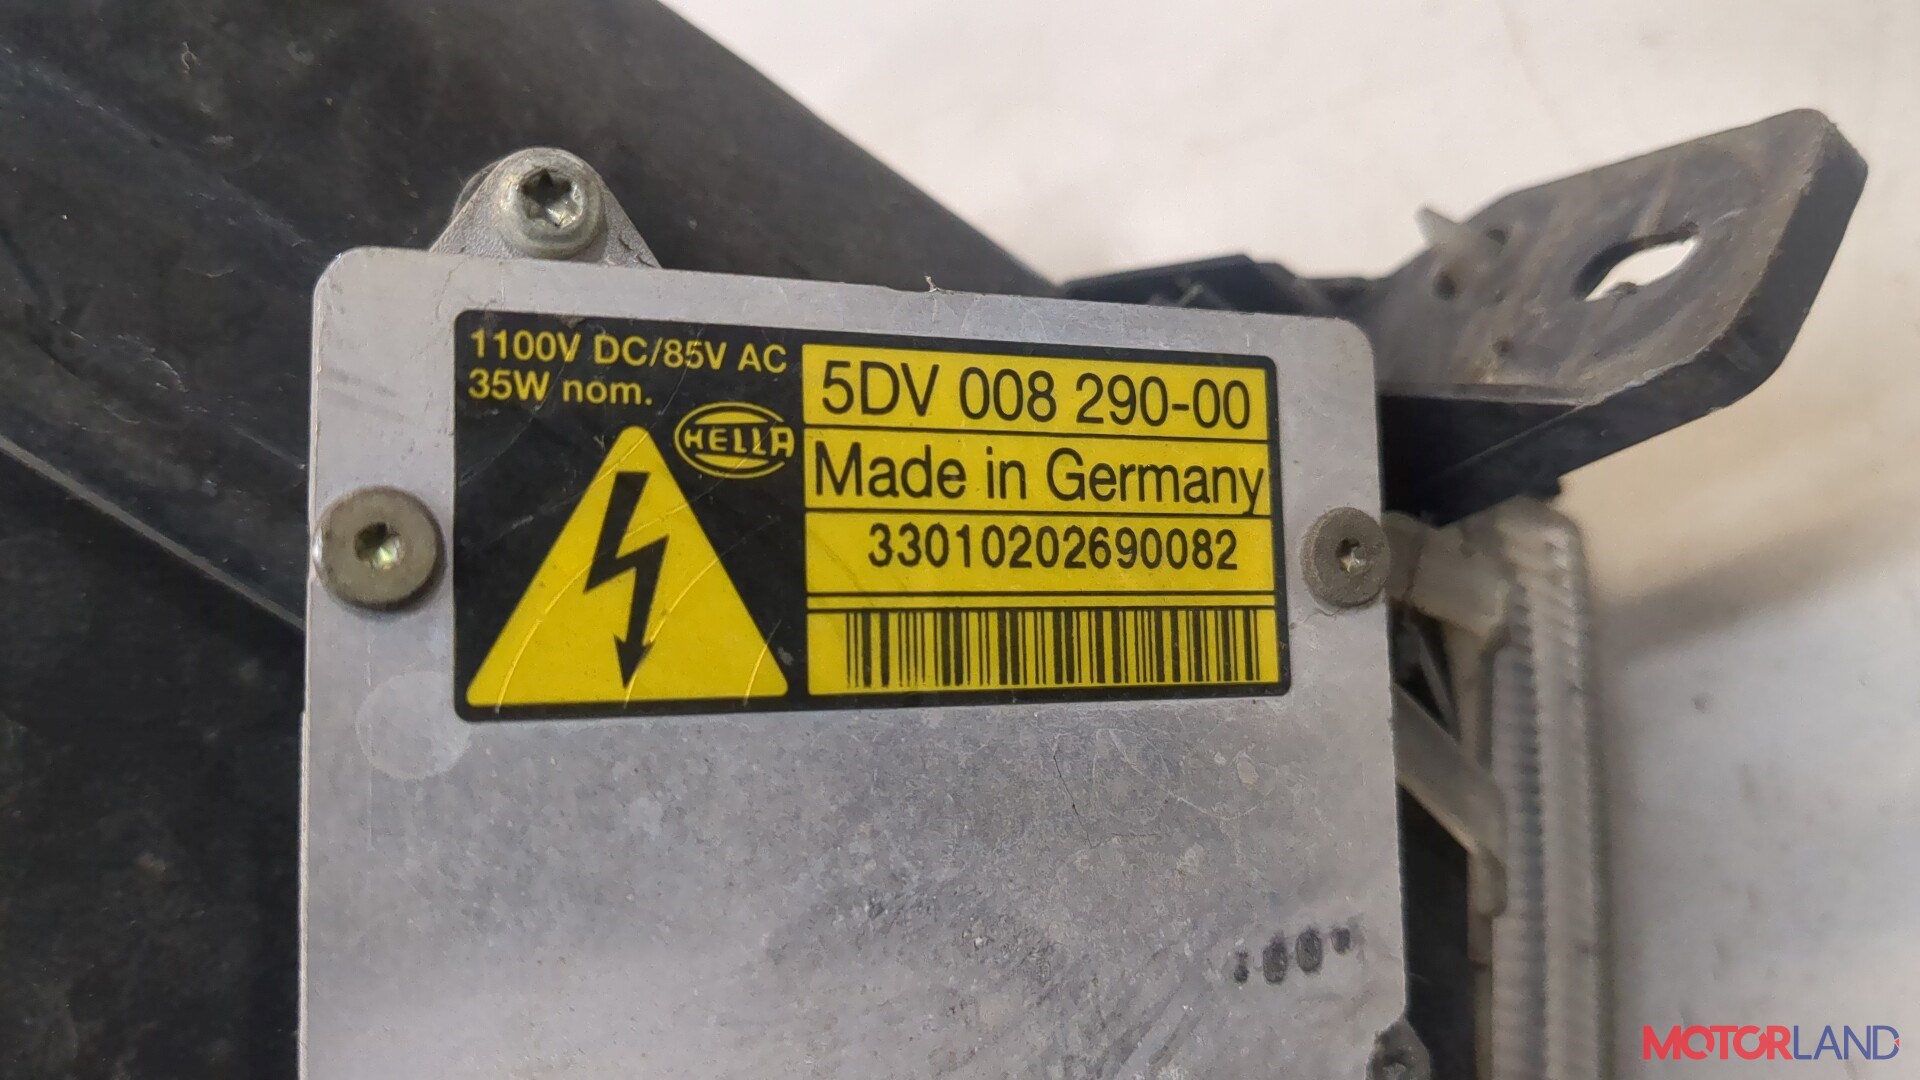 1100V DC/85V AC
35W nom.
HELLA
5DV 008 290-00
Made in Germany
33010202690082
MOTORLAND